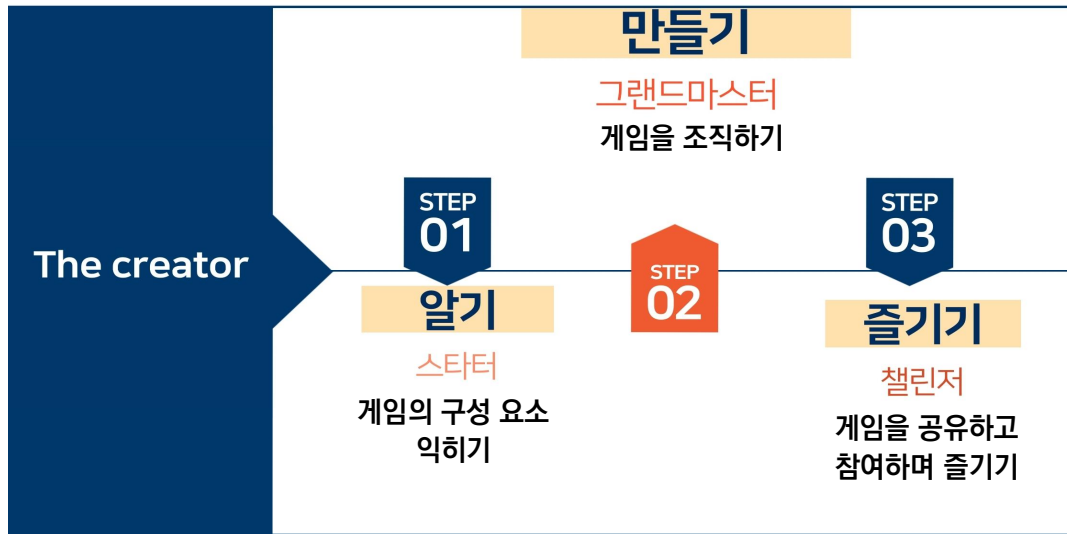 The creator
STEP
01
알기
스타터
게임의 구성 요소
익히기
만들기
그랜드마스터
게임을 조직하기
STEP
02
STEP
03
즐기기
챌린저
게임을 공유하고
참여하며 즐기기